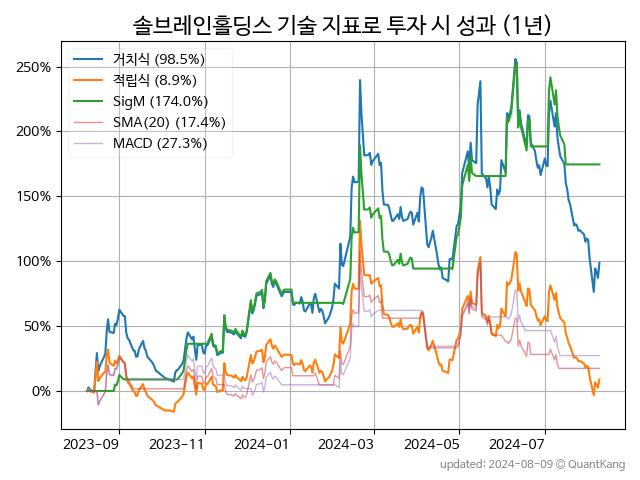 솔브레인홀딩스 기술 지표로 투자 시 성과 (1년)
거치식 (98.5%)
적립식 (8.9%)
SigM (174.0%)
SMA(20) (17.4%)
MACD (27.3%)
250%
200%
150%
100%
50%
0%
2023-09 2023-11 2024-01 2024-03 2024-05 2024-07
updated: 2024-08-09 © QuantKang